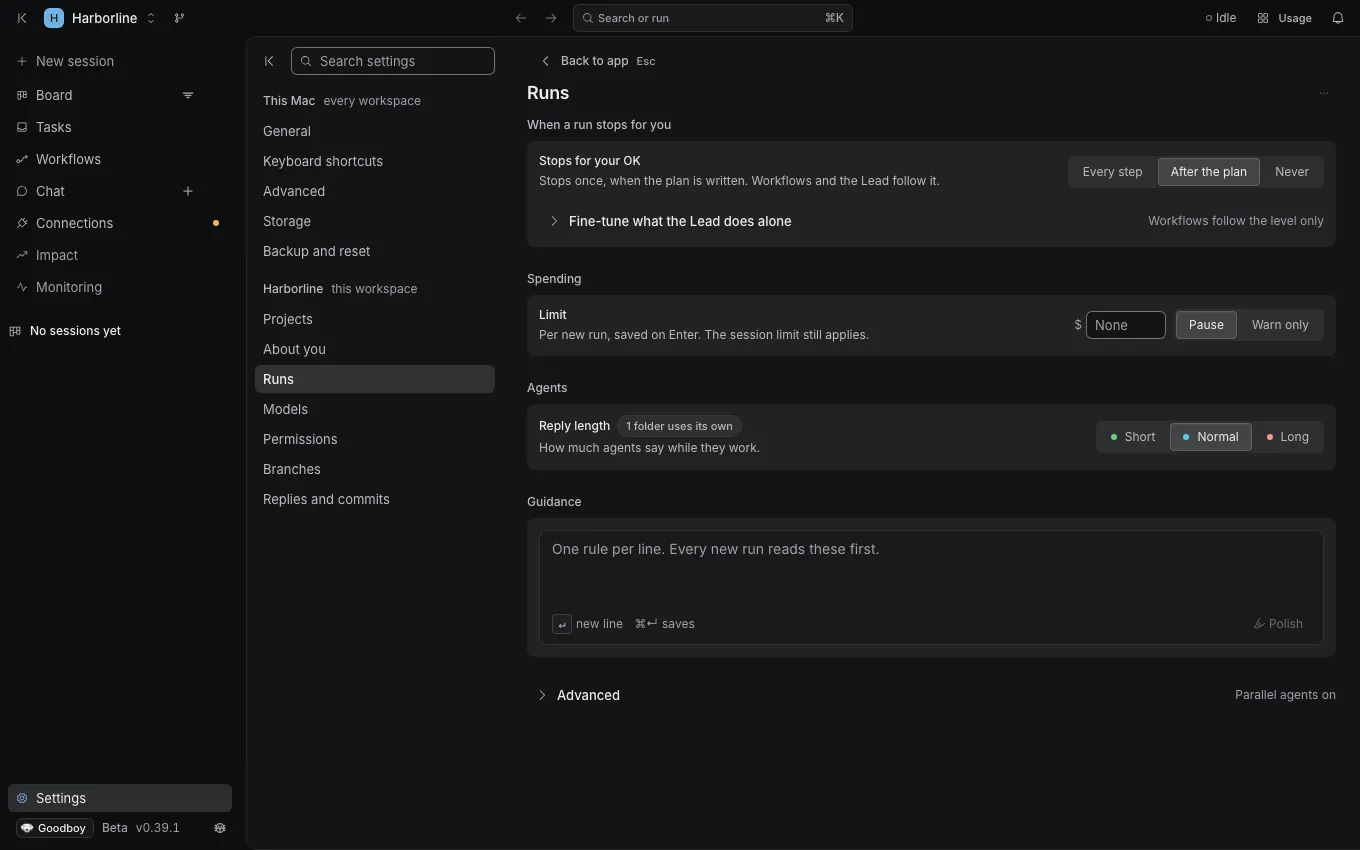 H Harborline
Search or run ⌘K
Idle
Usage
New session
Board
Tasks
Workflows
Chat
Connections
Impact
Monitoring
No sessions yet
Settings
Goodboy Beta v0.39.1
Search settings
This Mac every workspace
General
Keyboard shortcuts
Advanced
Storage
Backup and reset
Harborline this workspace
Projects
About you
Runs
Models
Permissions
Branches
Replies and commits
Back to app Esc
Runs
When a run stops for you
Stops for your OK
Stops once, when the plan is written. Workflows and the Lead follow it.
Every step After the plan Never
Fine-tune what the Lead does alone
Workflows follow the level only
Spending
Limit
Per new run, saved on Enter. The session limit still applies.
$ None Pause Warn only
Agents
Reply length 1 folder uses its own
How much agents say while they work.
Short Normal Long
Guidance
One rule per line. Every new run reads these first.
↵ new line ⌘↵ saves
Polish
Advanced
Parallel agents on